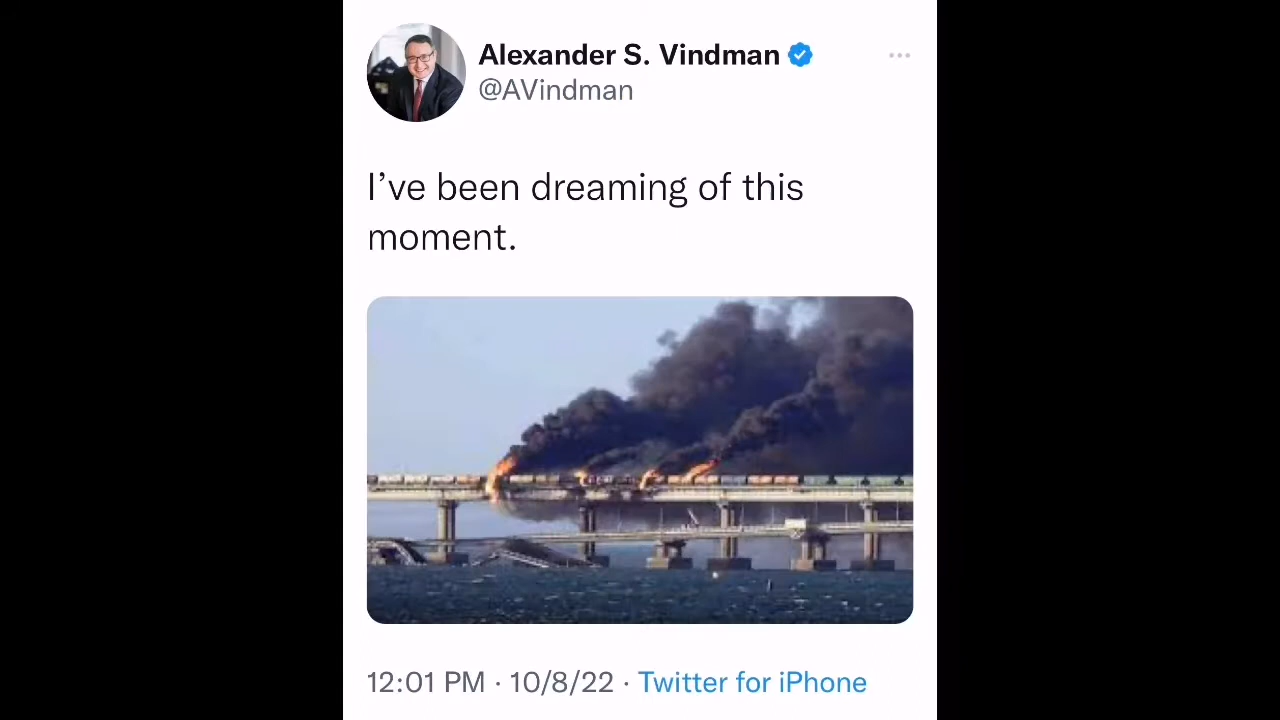 Alexander S. Vindman
@AVindman
I’ve been dreaming of this
moment.
12:01 PM · 10/8/22 · Twitter for iPhone